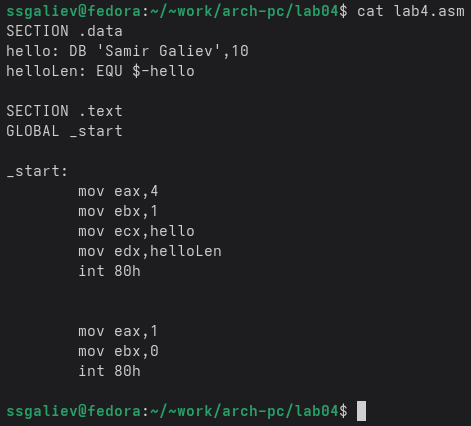 ssgaliev@fedora:~/~work/arch-pc/lab04$ cat lab4.asm
SECTION .data
hello: DB 'Samir Galiev',10
helloLen: EQU $-hello

SECTION .text
GLOBAL _start

_start:
        mov eax,4
        mov ebx,1
        mov ecx,hello
        mov edx,helloLen
        int 80h


        mov eax,1
        mov ebx,0
        int 80h

ssgaliev@fedora:~/~work/arch-pc/lab04$